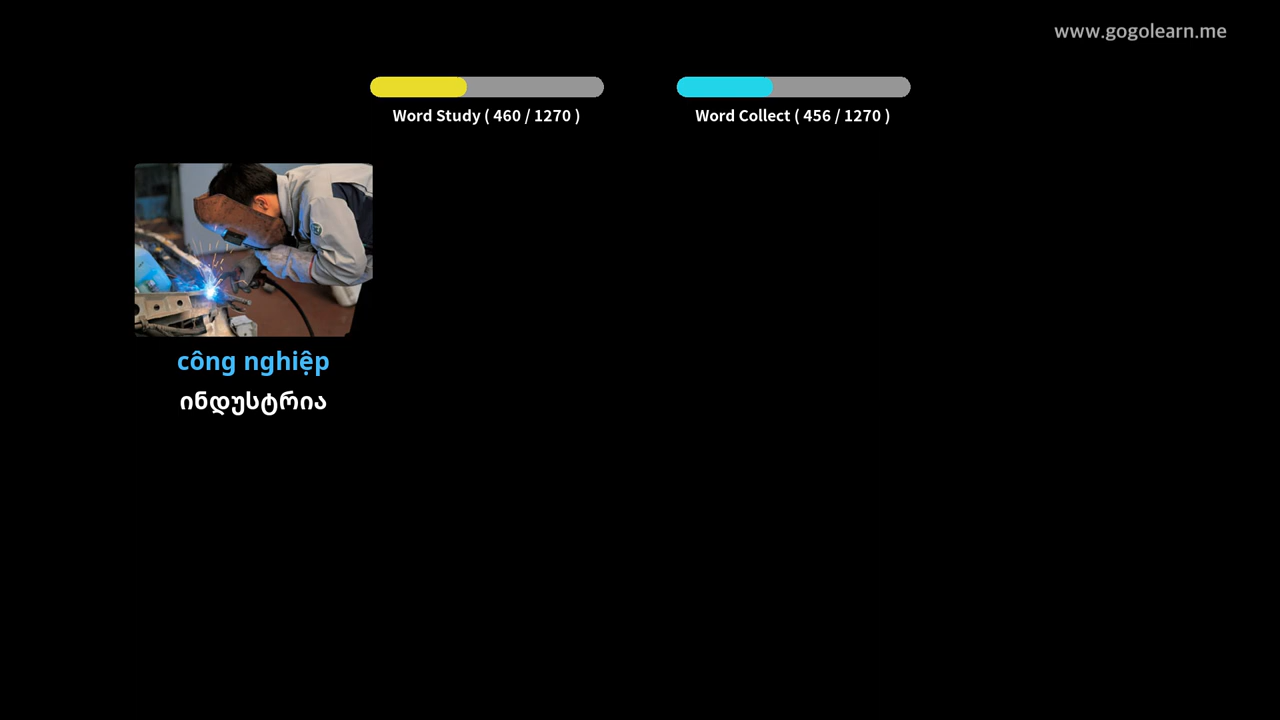 www.gogolearn.me
Word Study ( 460 / 1270 )
Word Collect ( 456 / 1270 )
công nghiệp
ინდუსტრია